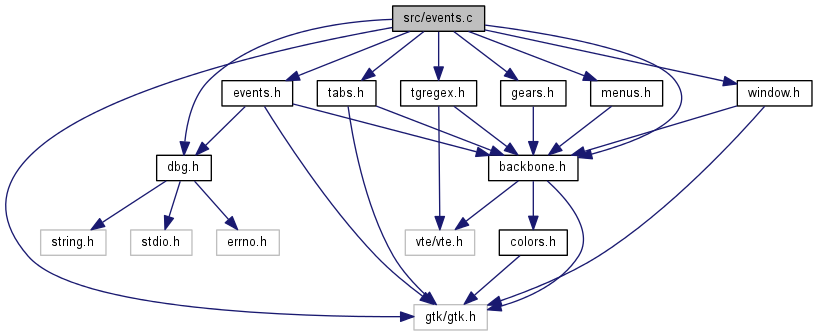 src/events.c
events.h
tabs.h
tgregex.h
gears.h
menus.h
window.h
dbg.h
backbone.h
string.h
stdio.h
errno.h
vte/vte.h
colors.h
gtk/gtk.h